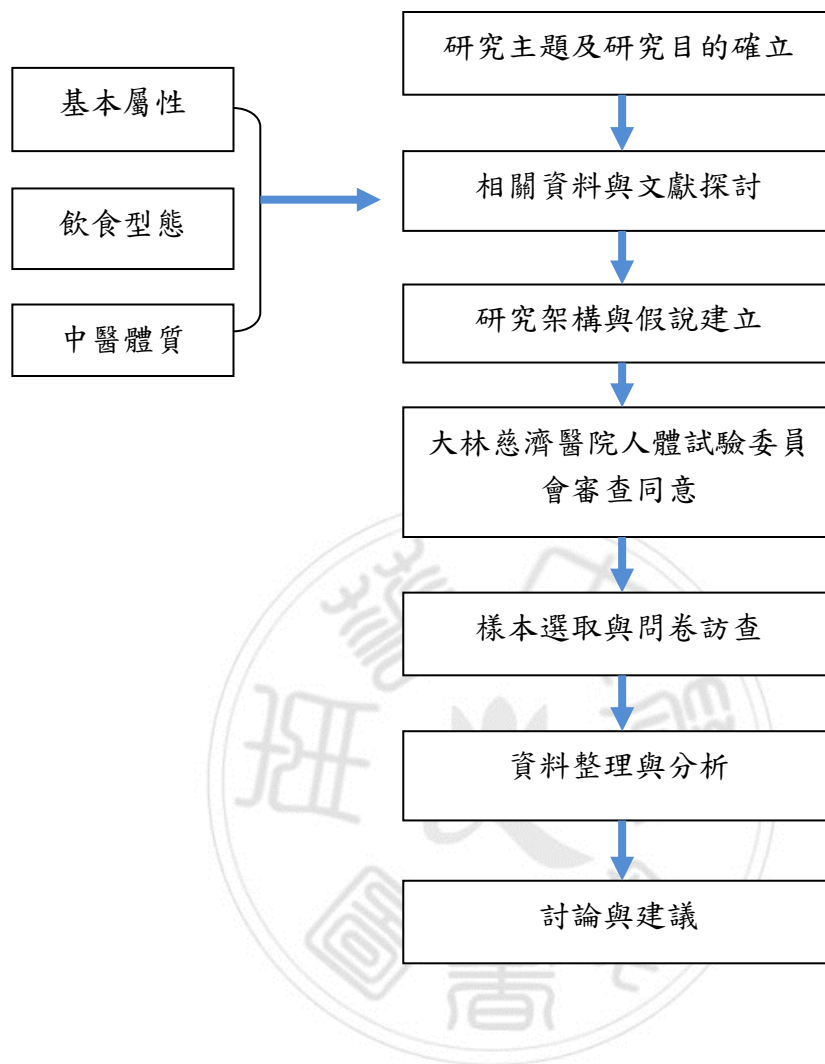 研究主題及研究目的確立
基本屬性
飲食型態
中醫體質
相關資料與文獻探討
研究架構與假說建立
大林慈濟醫院人體試驗委員
會審查同意
樣本選取與問卷訪查
資料整理與分析
討論與建議